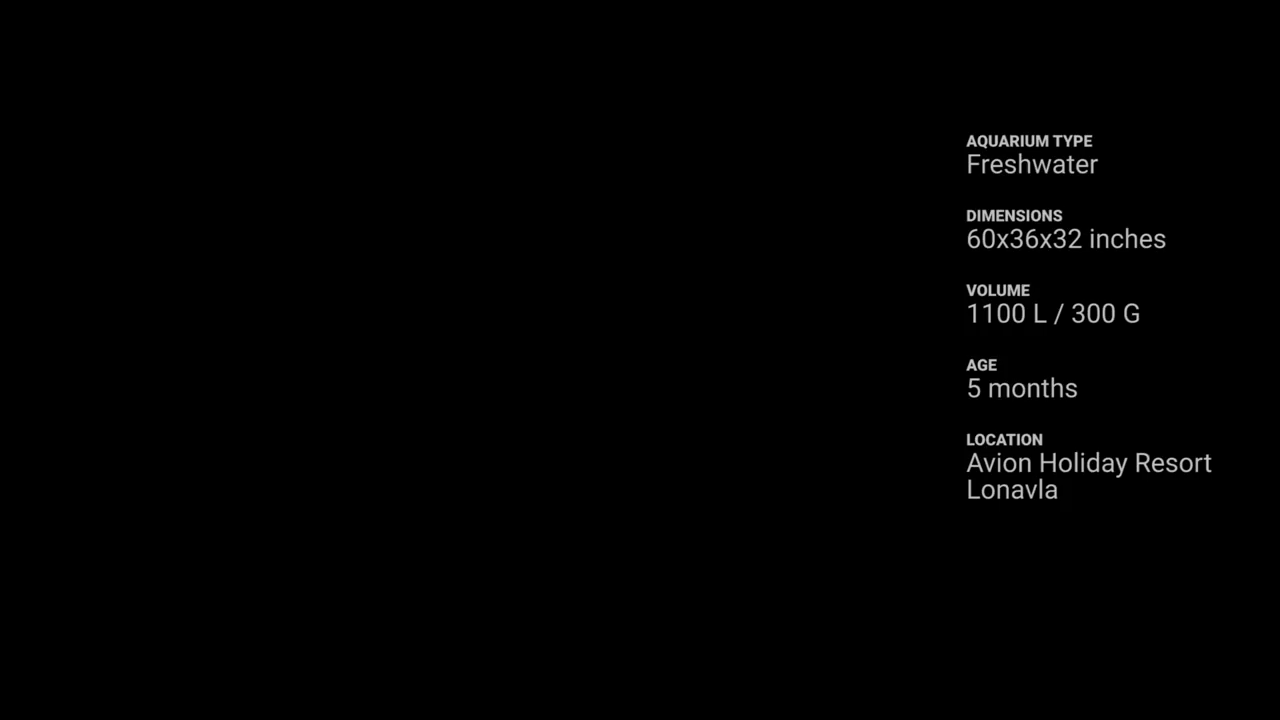 AQUARIUM TYPE
Freshwater
DIMENSIONS
60x36x32 inches
VOLUME
1100 L / 300 G
AGE
5 months
LOCATION
Avion Holiday Resort
Lonavla